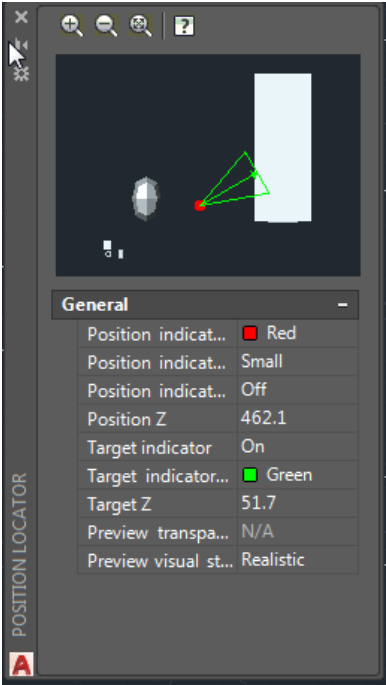 ?
General –
Position indicat... Red
Position indicat... Small
Position indicat... Off
Position Z 462.1
Target indicator On
Target indicator... Green
Target Z 51.7
Preview transpa... N/A
Preview visual st... Realistic
POSITION LOCATOR
A